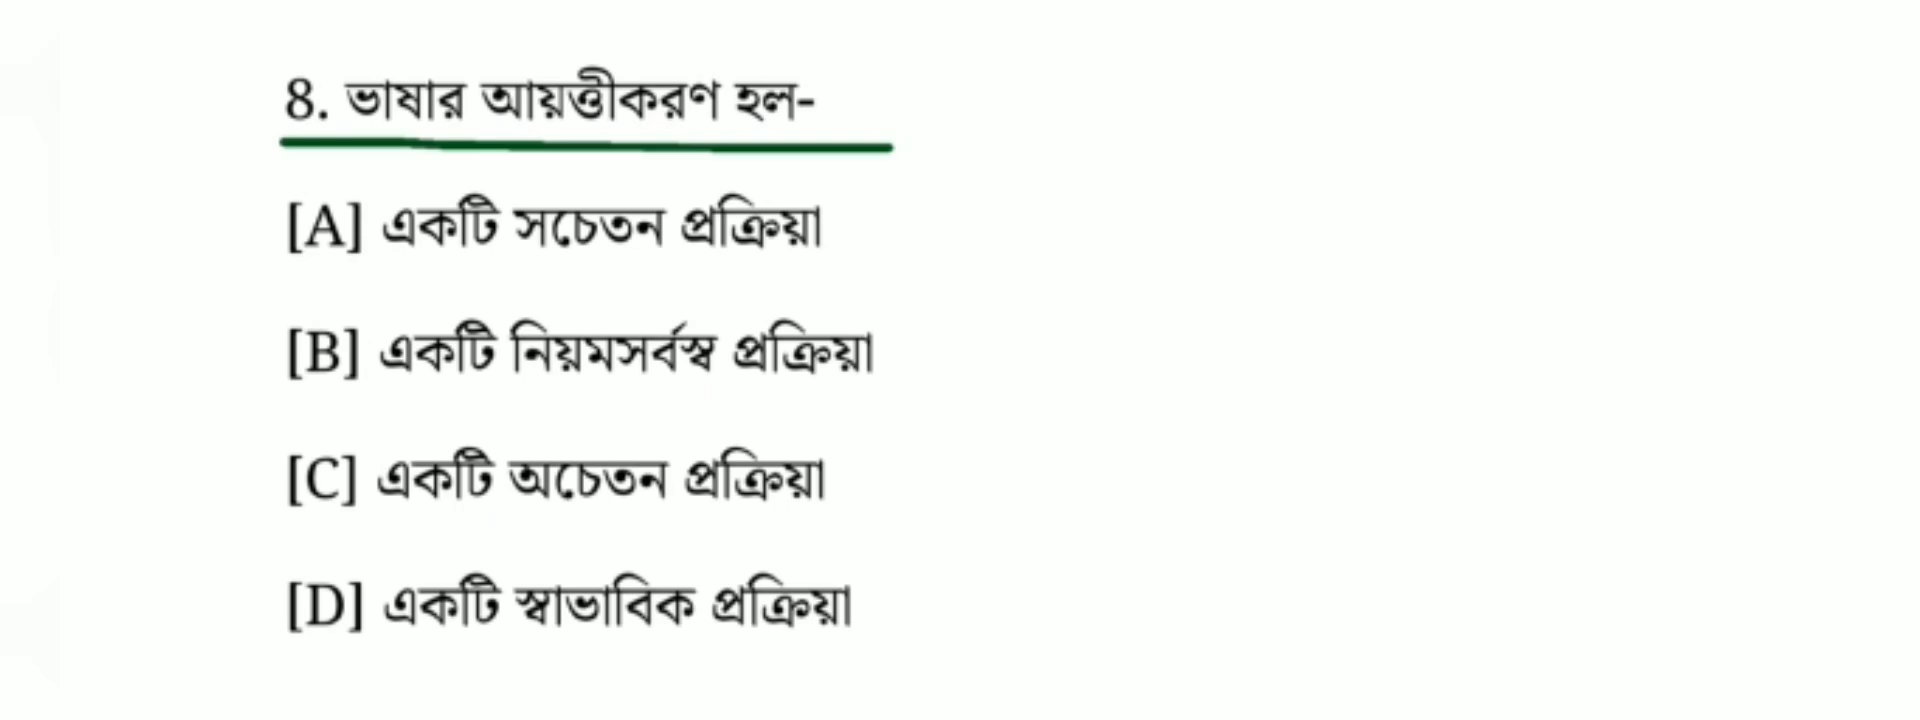 8. ভাষার আয়ত্তীকরণ হল-
[A] একটি সচেতন প্রক্রিয়া
[B] একটি নিয়মসর্বস্ব প্রক্রিয়া
[C] একটি অচেতন প্রক্রিয়া
[D] একটি স্বাভাবিক প্রক্রিয়া